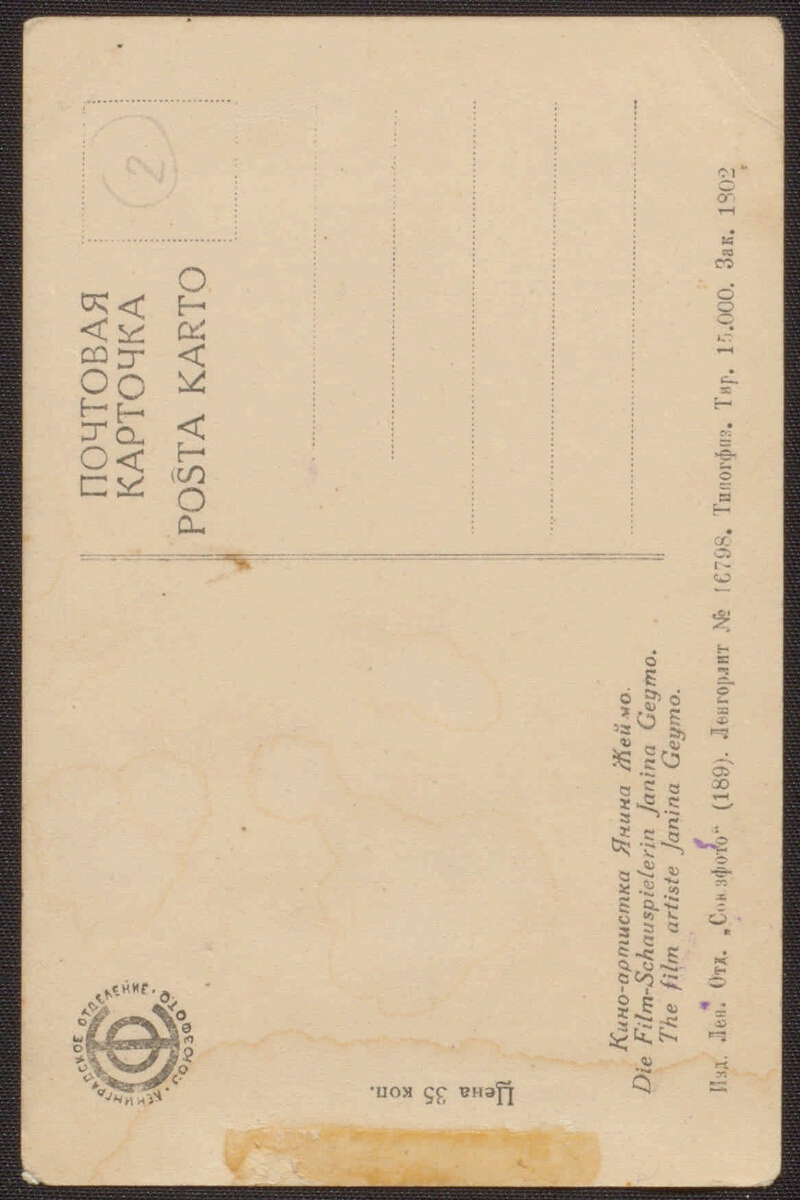 ЛЕНИНГРАДСКОЕ ОТДЕЛЕНИЕ • СОЮЗФОТО •
ПОЧТОВАЯ
КАРТОЧКА
POŜTA KARTO
2
Цена 35 коп.
Кино-артистка Янина Жеймо.
Die Film-Schauspielerin Janina Geymo.
The film artiste Janina Geymo.
Изд. Лен. Отд. „Союзфото“ (189). Ленгорлит № 16798. Типогфиз. Тир. 15.000. Зак. 1802